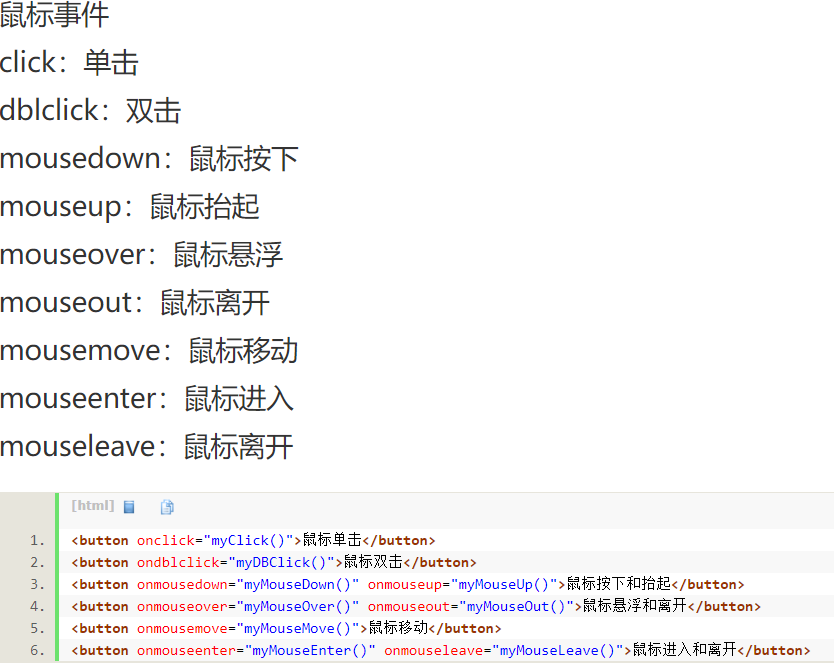 鼠标事件
click：单击
dblclick：双击
mousedown：鼠标按下
mouseup：鼠标抬起
mouseover：鼠标悬浮
mouseout：鼠标离开
mousemove：鼠标移动
mouseenter：鼠标进入
mouseleave：鼠标离开
[html]
1. <button onclick="myClick()">鼠标单击</button>
2. <button ondblclick="myDBClick()">鼠标双击</button>
3. <button onmousedown="myMouseDown()" onmouseup="myMouseUp()">鼠标按下和抬起</button>
4. <button onmouseover="myMouseOver()" onmouseout="myMouseOut()">鼠标悬浮和离开</button>
5. <button onmousemove="myMouseMove()">鼠标移动</button>
6. <button onmouseenter="myMouseEnter()" onmouseleave="myMouseLeave()">鼠标进入和离开</button>